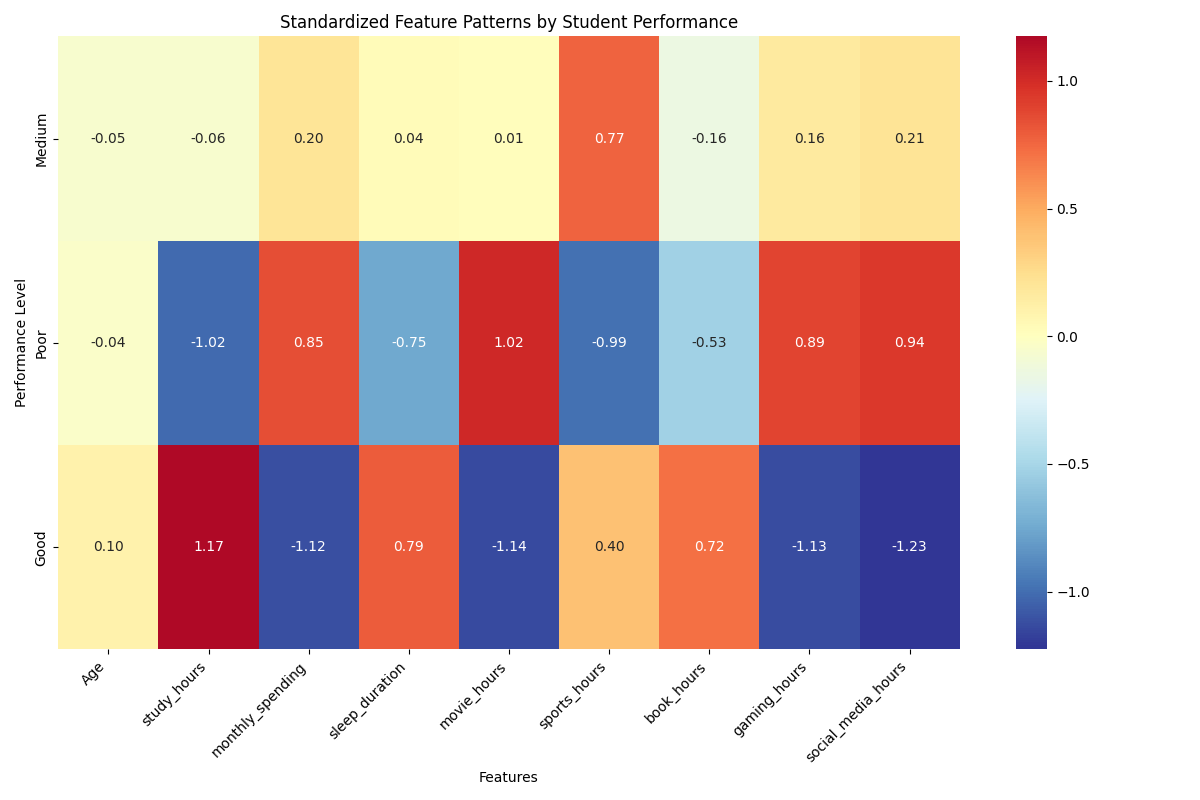 Standardized Feature Patterns by Student Performance
Performance Level
Medium
-0.05 -0.06 0.20 0.04 0.01 0.77 -0.16 0.16 0.21
Poor
-0.04 -1.02 0.85 -0.75 1.02 -0.99 -0.53 0.89 0.94
Good
0.10 1.17 -1.12 0.79 -1.14 0.40 0.72 -1.13 -1.23
Age study_hours monthly_spending sleep_duration movie_hours sports_hours book_hours gaming_hours social_media_hours
Features
1.0
0.5
0.0
−0.5
−1.0